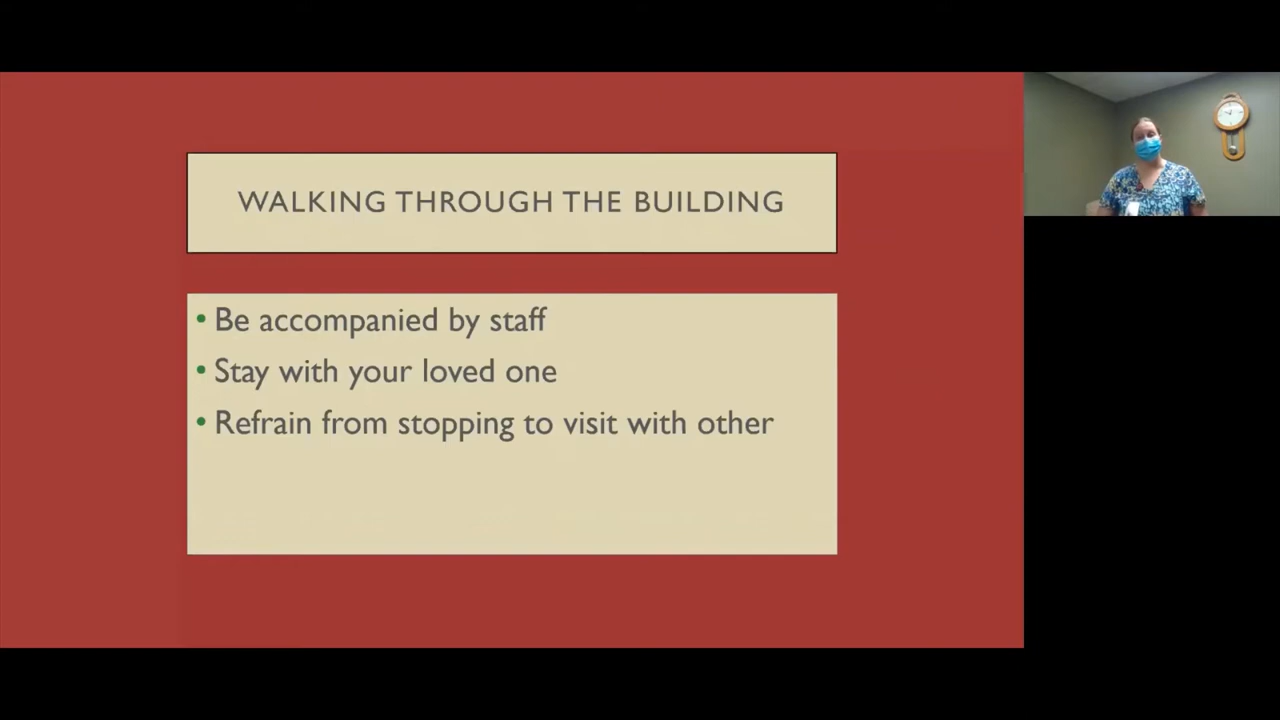 WALKING THROUGH THE BUILDING
• Be accompanied by staff
• Stay with your loved one
• Refrain from stopping to visit with other